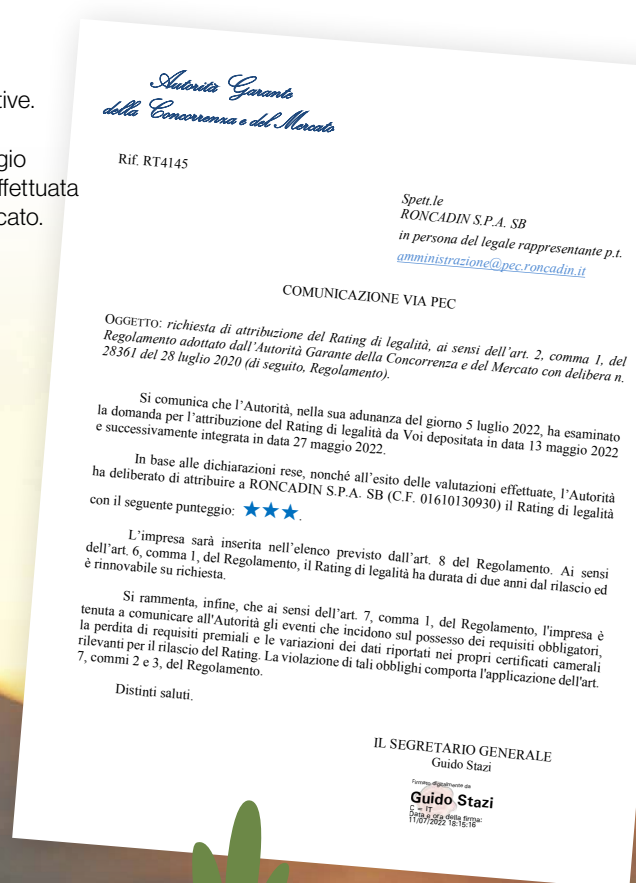 tive.
gio
ffettuata
cato.
Autorità Garante
della Concorrenza e del Mercato
Rif. RT4145
Spett.le
RONCADIN S.P.A. SB
in persona del legale rappresentante p.t.
amministrazione@pec.roncadin.it
COMUNICAZIONE VIA PEC
OGGETTO: richiesta di attribuzione del Rating di legalità, ai sensi dell'art. 2, comma 1, del
Regolamento adottato dall'Autorità Garante della Concorrenza e del Mercato con delibera n.
28361 del 28 luglio 2020 (di seguito, Regolamento).
Si comunica che l'Autorità, nella sua adunanza del giorno 5 luglio 2022, ha esaminato
la domanda per l'attribuzione del Rating di legalità da Voi depositata in data 13 maggio 2022
e successivamente integrata in data 27 maggio 2022.
In base alle dichiarazioni rese, nonché all'esito delle valutazioni effettuate, l'Autorità
ha deliberato di attribuire a RONCADIN S.P.A. SB (C.F. 01610130930) il Rating di legalità
con il seguente punteggio: ★★★.
L'impresa sarà inserita nell'elenco previsto dall'art. 8 del Regolamento. Ai sensi
dell'art. 6, comma 1, del Regolamento, il Rating di legalità ha durata di due anni dal rilascio ed
è rinnovabile su richiesta.
Si rammenta, infine, che ai sensi dell'art. 7, comma 1, del Regolamento, l'impresa è
tenuta a comunicare all'Autorità gli eventi che incidono sul possesso dei requisiti obbligatori,
la perdita di requisiti premiali e le variazioni dei dati riportati nei propri certificati camerali
rilevanti per il rilascio del Rating. La violazione di tali obblighi comporta l'applicazione dell'art.
7, commi 2 e 3, del Regolamento.
Distinti saluti.
IL SEGRETARIO GENERALE
Guido Stazi
Firmato digitalmente da
Guido Stazi
C = IT
Data e ora della firma:
11/07/2022 18:15:16